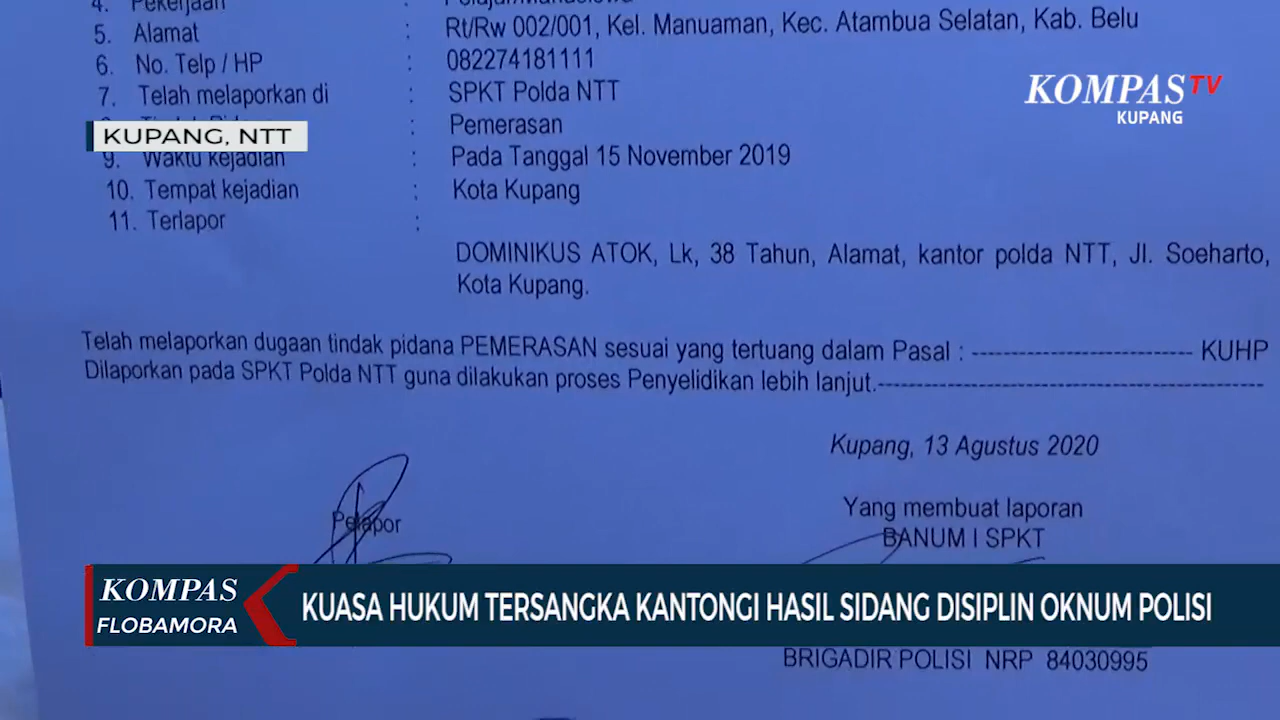 4. Pekerjaan : Pelajar/Mahasiswa
5. Alamat : Rt/Rw 002/001, Kel. Manuaman, Kec. Atambua Selatan, Kab. Belu
6. No. Telp / HP : 082274181111
7. Telah melaporkan di : SPKT Polda NTT
: Pemerasan
9. Waktu kejadian : Pada Tanggal 15 November 2019
10. Tempat kejadian : Kota Kupang
11. Terlapor :
DOMINIKUS ATOK, Lk, 38 Tahun, Alamat, kantor polda NTT, Jl. Soeharto,
Kota Kupang.
Telah melaporkan dugaan tindak pidana PEMERASAN sesuai yang tertuang dalam Pasal : --------------------------- KUHP
Dilaporkan pada SPKT Polda NTT guna dilakukan proses Penyelidikan lebih lanjut.-----------------------------------------------
Kupang, 13 Agustus 2020
Yang membuat laporan
Pelapor
BANUM I SPKT
BRIGADIR POLISI NRP 84030995
KOMPAS TV
KUPANG
KUPANG, NTT
KOMPAS
FLOBAMORA
KUASA HUKUM TERSANGKA KANTONGI HASIL SIDANG DISIPLIN OKNUM POLISI